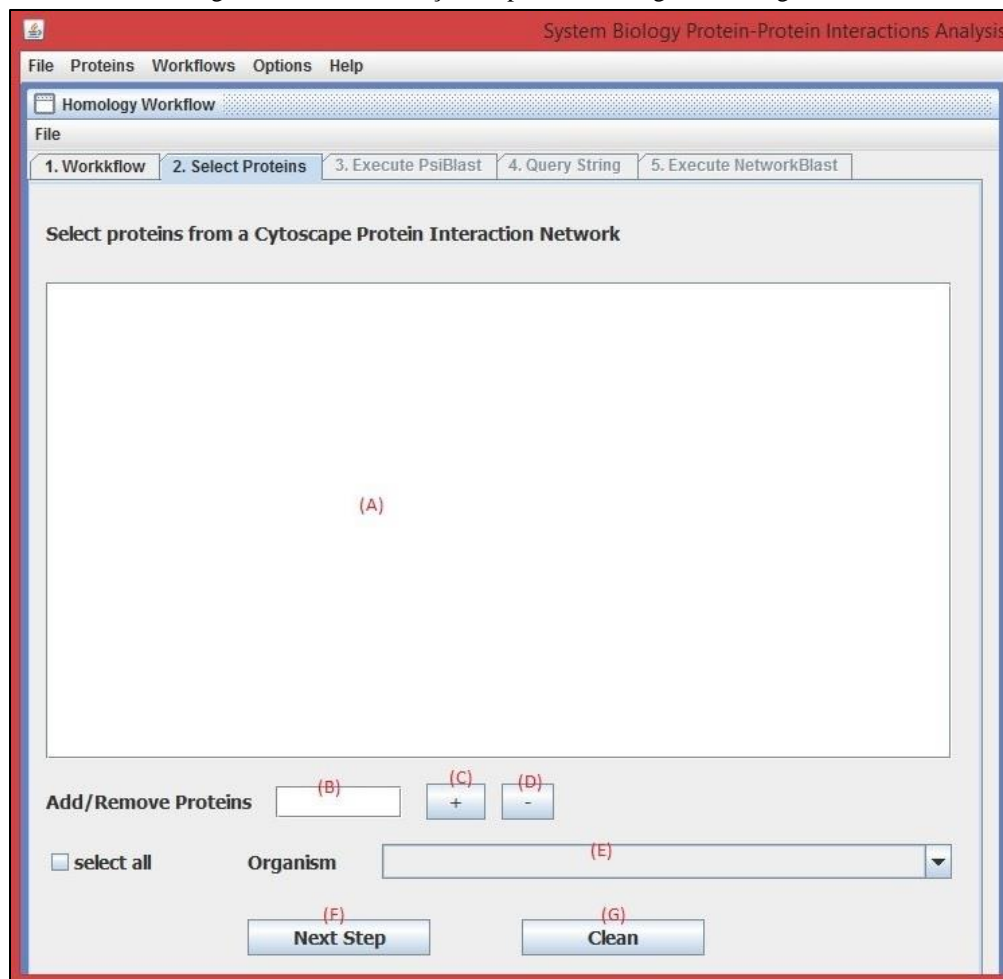 System Biology Protein-Protein Interactions Analysis
File Proteins Workflows Options Help
Homology Workflow
File
1. Workkflow 2. Select Proteins 3. Execute PsiBlast 4. Query String 5. Execute NetworkBlast
Select proteins from a Cytoscape Protein Interaction Network
(A)
(B) (C) (D)
Add/Remove Proteins + -
(E)
select all Organism
(F) (G)
Next Step Clean